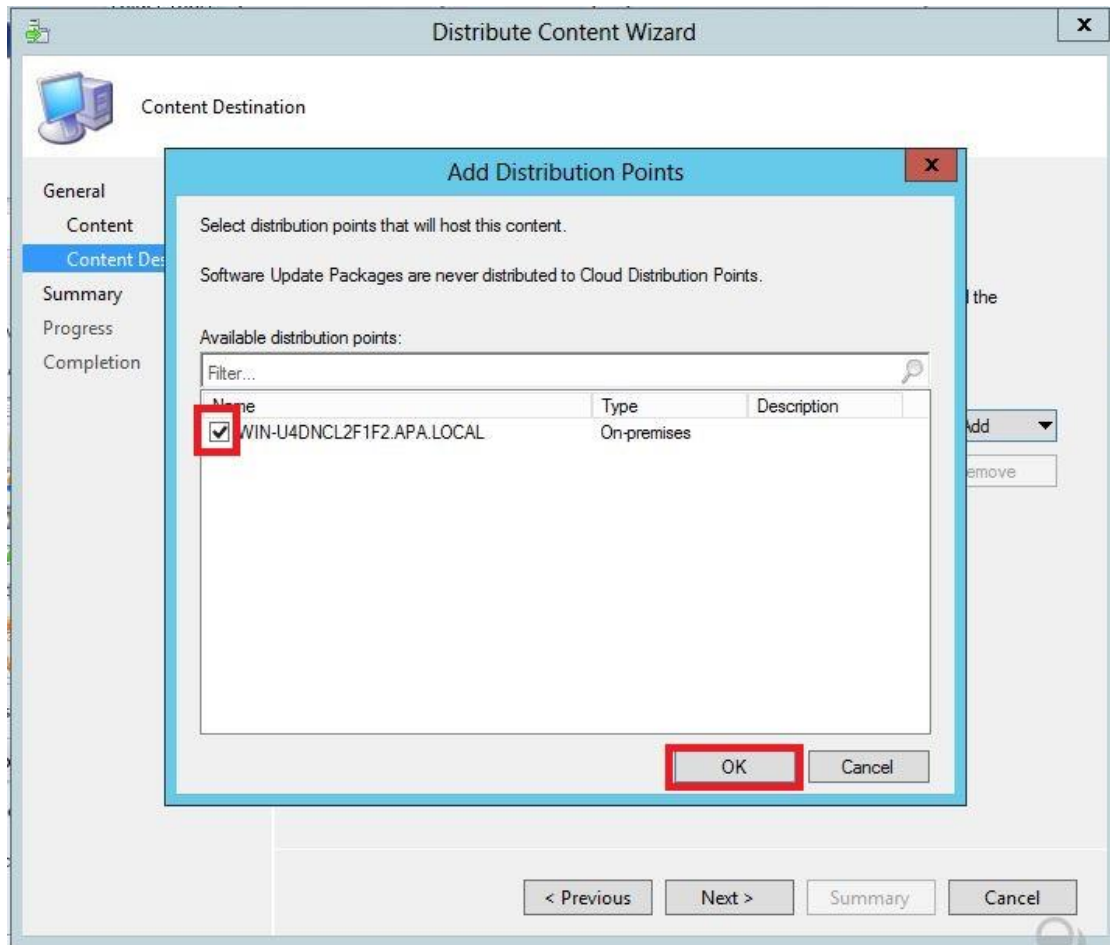 Distribute Content Wizard
x
Content Destination
General
Content
Content Des
Summary
Progress
Completion
Add Distribution Points
x
Select distribution points that will host this content.
Software Update Packages are never distributed to Cloud Distribution Points.
Available distribution points:
Filter...
Name Type Description
WIN-U4DNCL2F1F2.APA.LOCAL On-premises
OK Cancel
the
Add
emove
< Previous Next > Summary Cancel